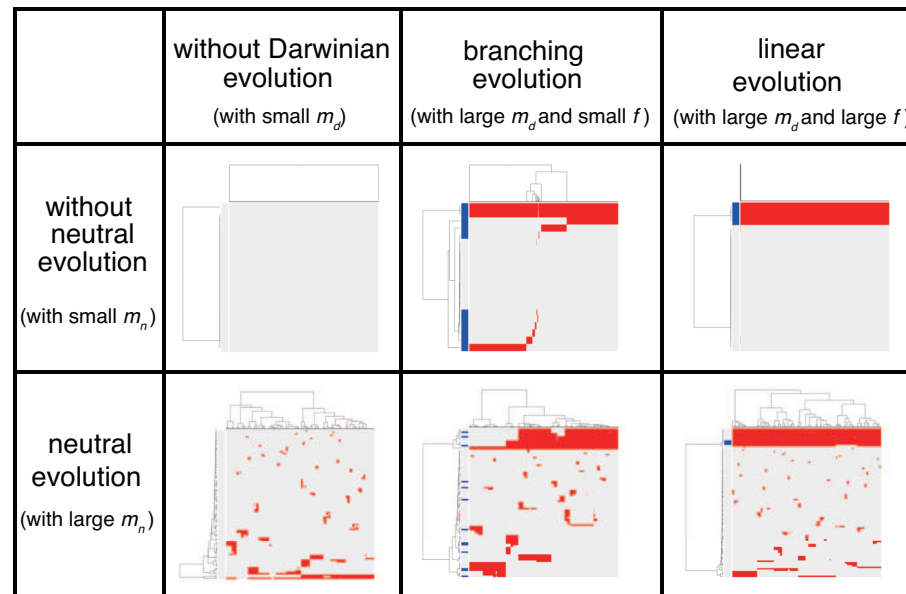 without Darwinian
evolution
(with small m_d)
branching
evolution
(with large m_d and small f )
linear
evolution
(with large m_d and large f )
without
neutral
evolution
(with small m_n)
neutral
evolution
(with large m_n)